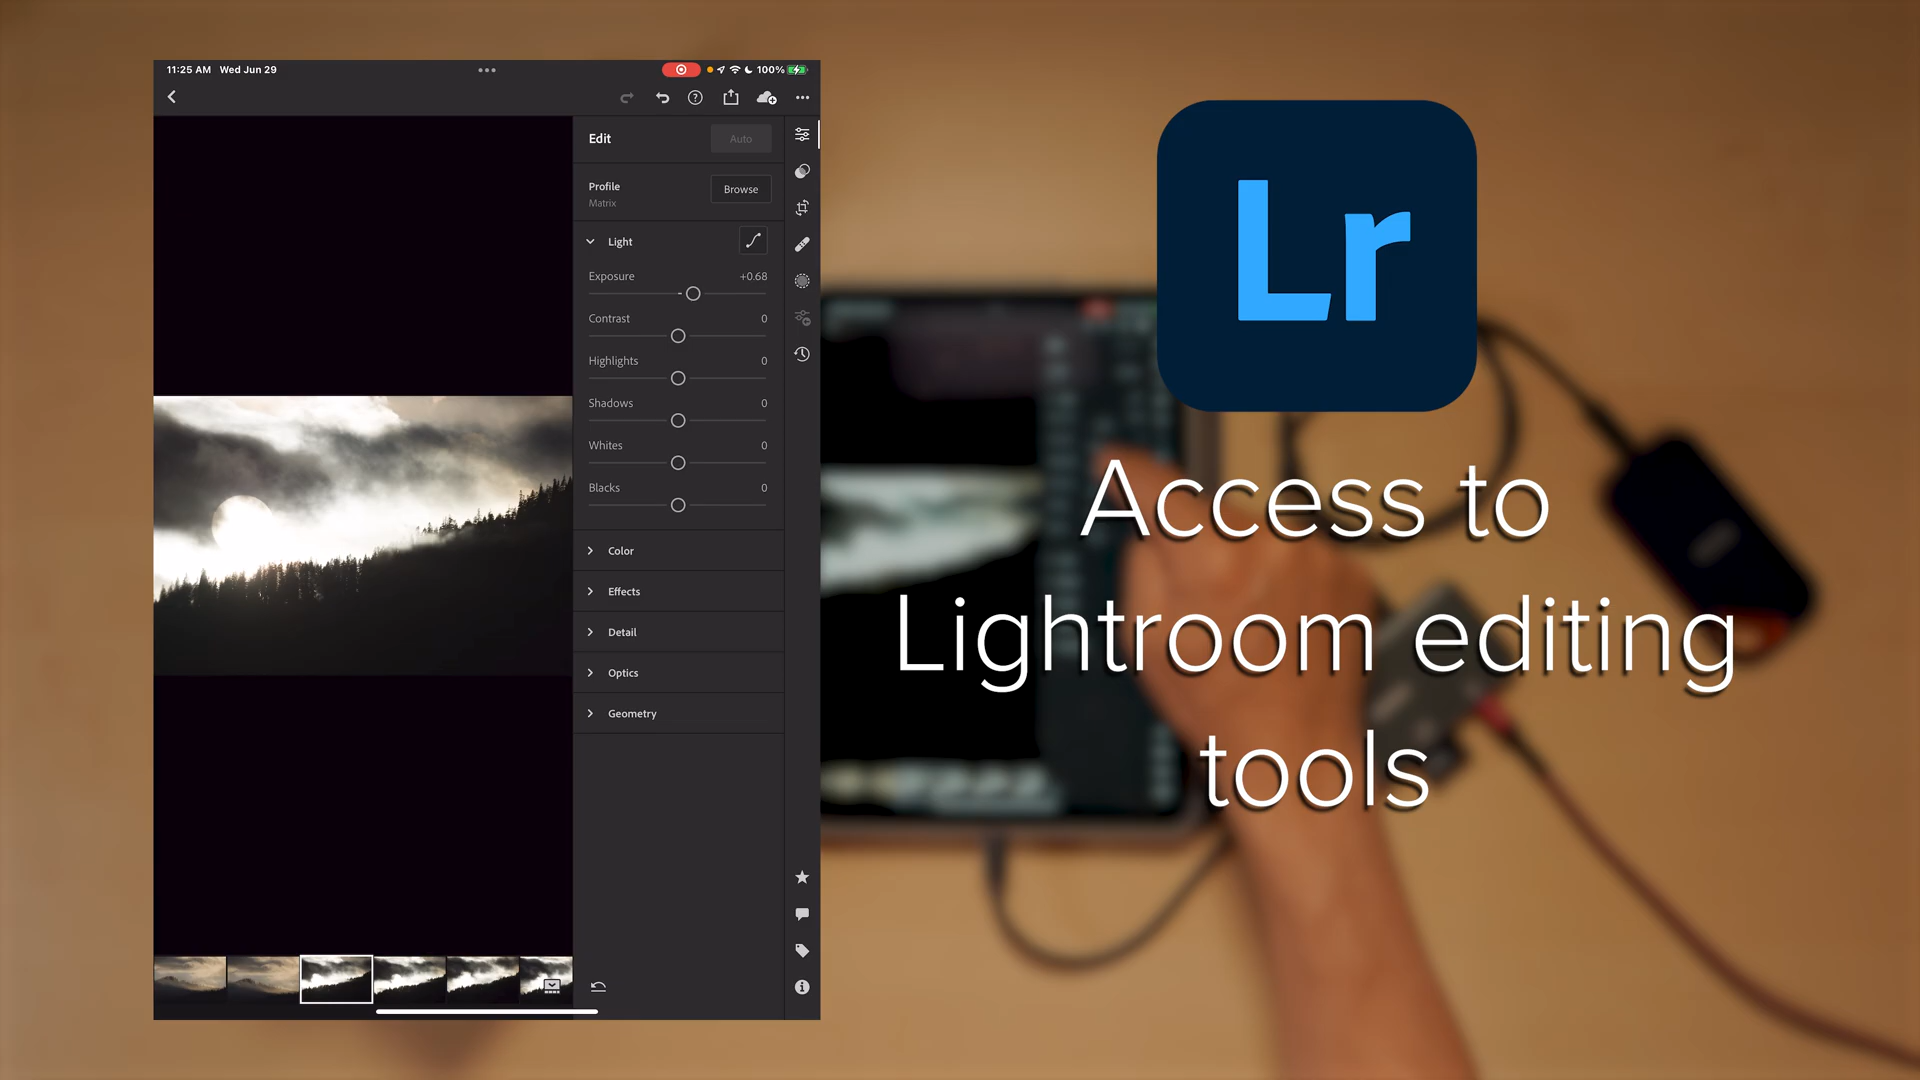 11:25 AM Wed Jun 29
100%
Edit
Auto
Profile
Matrix
Browse
Light
Exposure +0.68
Contrast 0
Highlights 0
Shadows 0
Whites 0
Blacks 0
Color
Effects
Detail
Optics
Geometry
Lr
Access to
Lightroom editing
tools